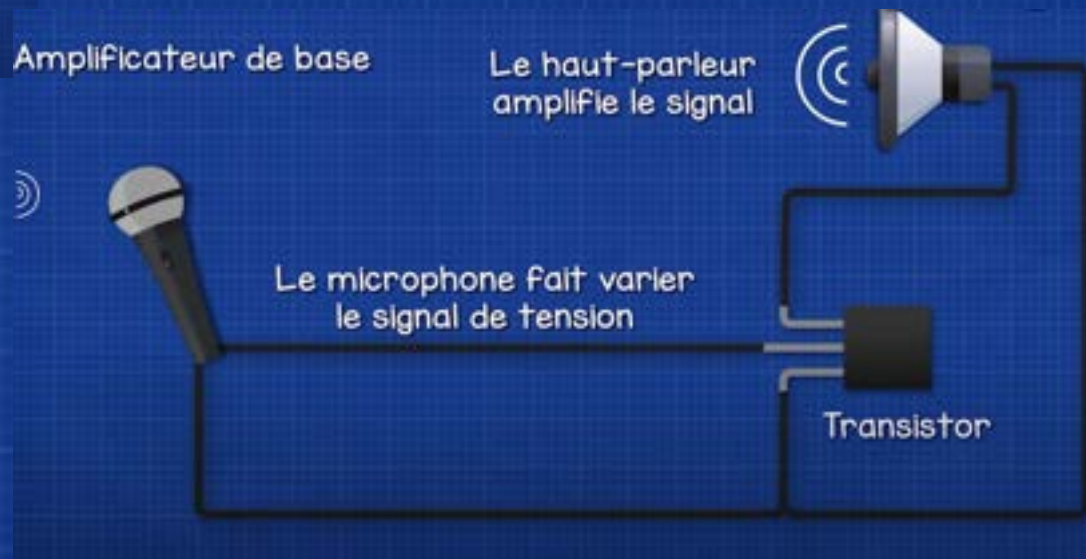 Amplificateur de base
Le haut-parleur
amplifie le signal
Le microphone fait varier
le signal de tension
Transistor